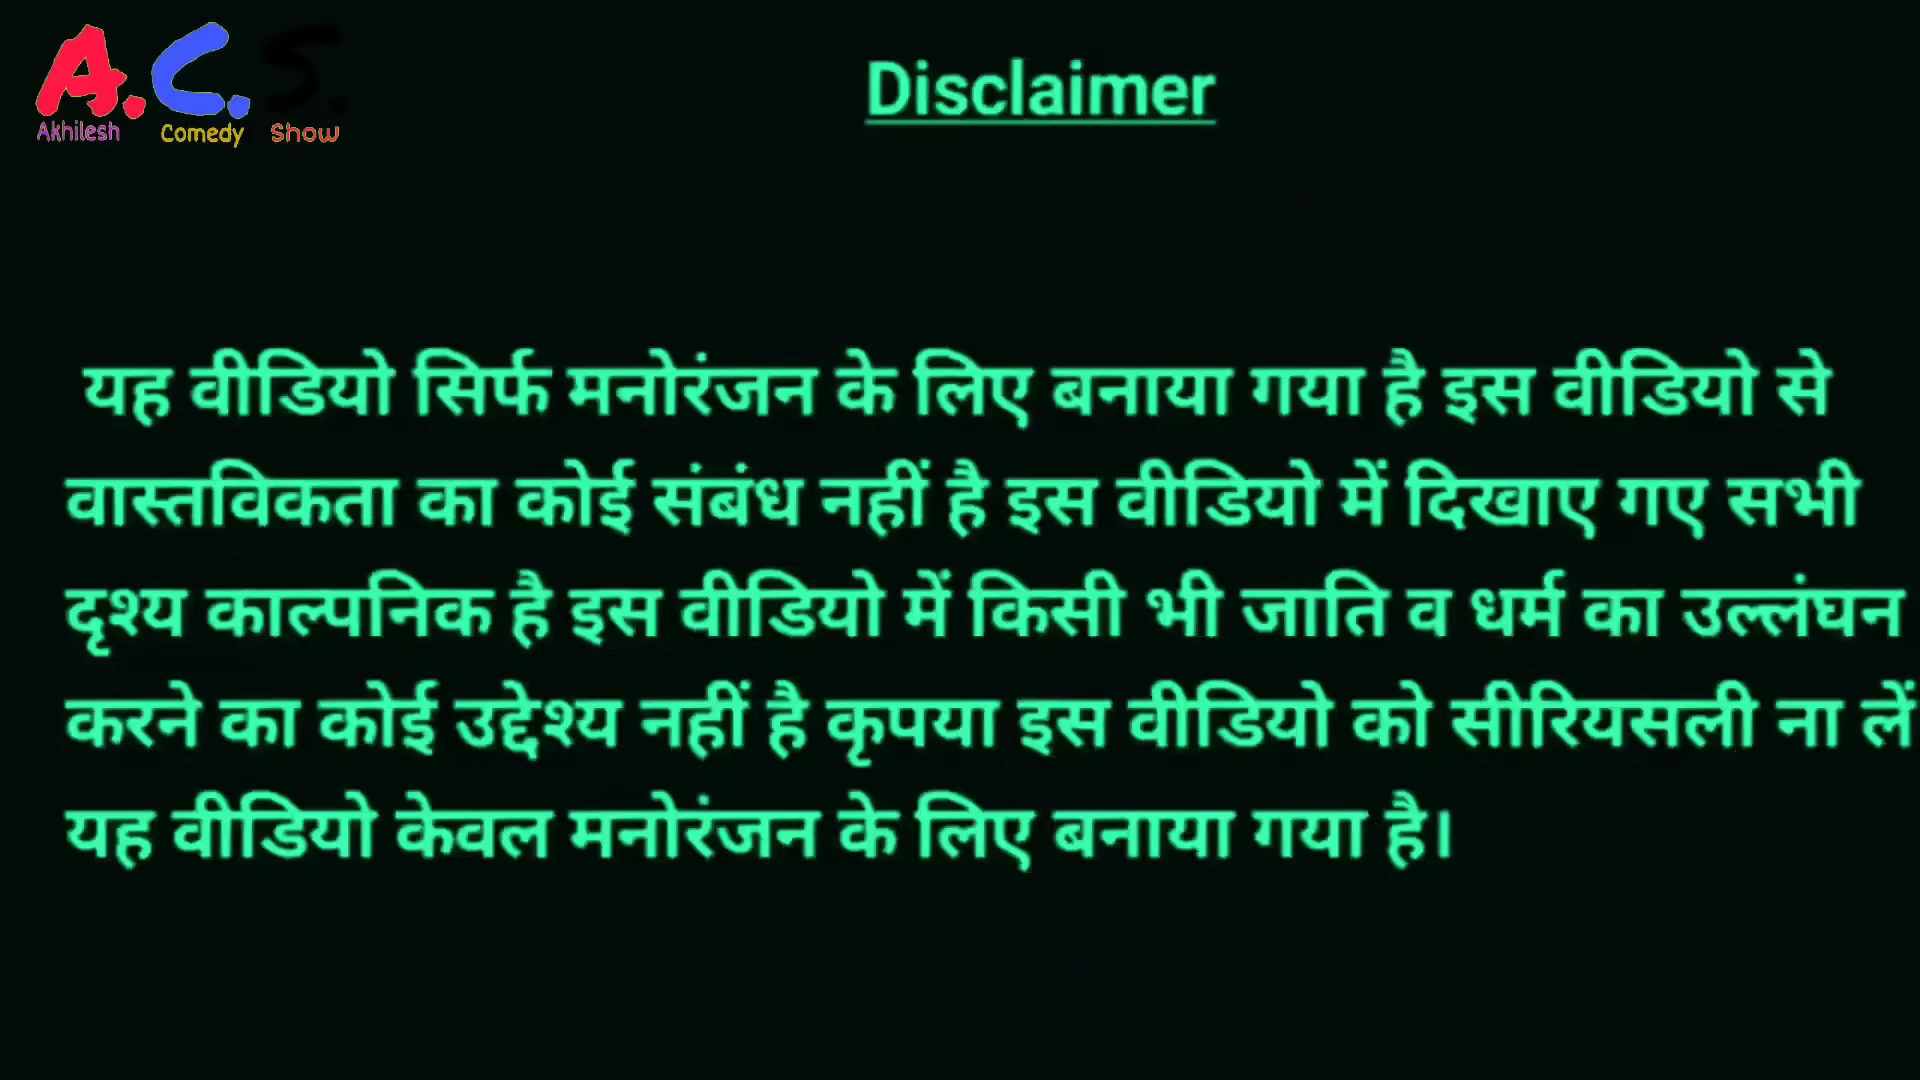 A.C.S.
Akhilesh Comedy Show
Disclaimer
यह वीडियो सिर्फ मनोरंजन के लिए बनाया गया है इस वीडियो से
वास्तविकता का कोई संबंध नहीं है इस वीडियो में दिखाए गए सभी
दृश्य काल्पनिक है इस वीडियो में किसी भी जाति व धर्म का उल्लंघन
करने का कोई उद्देश्य नहीं है कृपया इस वीडियो को सीरियसली ना लें
यह वीडियो केवल मनोरंजन के लिए बनाया गया है।